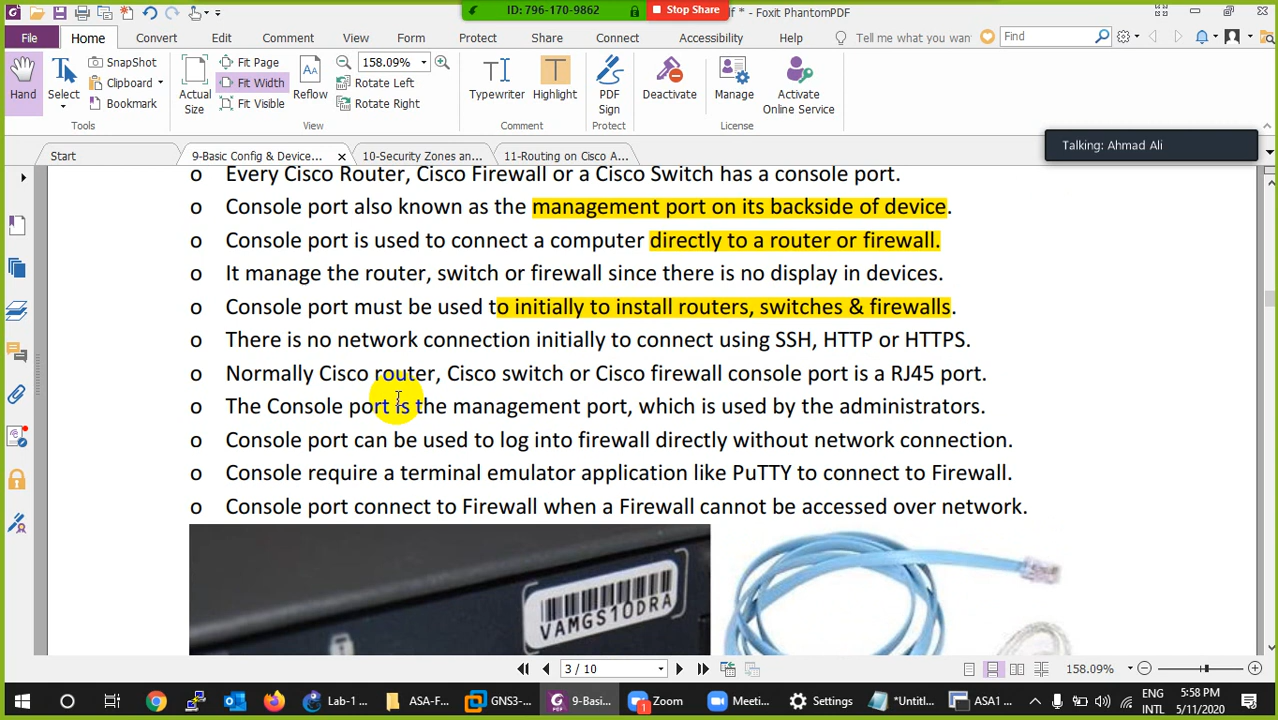 ID: 796-170-9862
Stop Share
if * - Foxit PhantomPDF
File Home Convert Edit Comment View Form Protect Share Connect Accessibility Help Tell me what you need Find
Hand
Select
SnapShot
Clipboard
Bookmark
Tools
Actual Size
Fit Page
Fit Width
Fit Visible
Reflow
158.09%
Rotate Left
Rotate Right
View
Typewriter
Highlight
Comment
PDF Sign
Protect
Deactivate
Manage
Activate Online Service
License
Start
9-Basic Config & Device...
10-Security Zones an...
11-Routing on Cisco A...
Talking: Ahmad Ali
o Every Cisco Router, Cisco Firewall or a Cisco Switch has a console port.
o Console port also known as the management port on its backside of device.
o Console port is used to connect a computer directly to a router or firewall.
o It manage the router, switch or firewall since there is no display in devices.
o Console port must be used to initially to install routers, switches & firewalls.
o There is no network connection initially to connect using SSH, HTTP or HTTPS.
o Normally Cisco router, Cisco switch or Cisco firewall console port is a RJ45 port.
o The Console port is the management port, which is used by the administrators.
o Console port can be used to log into firewall directly without network connection.
o Console require a terminal emulator application like PuTTY to connect to Firewall.
o Console port connect to Firewall when a Firewall cannot be accessed over network.
VAMGS10DRA
3 / 10
158.09%
Lab-1 ...
ASA-F...
GNS3-...
9-Basi...
Zoom
1
Meeti...
Settings
*Untitl...
ASA1
ENG
INTL
5:58 PM
5/11/2020